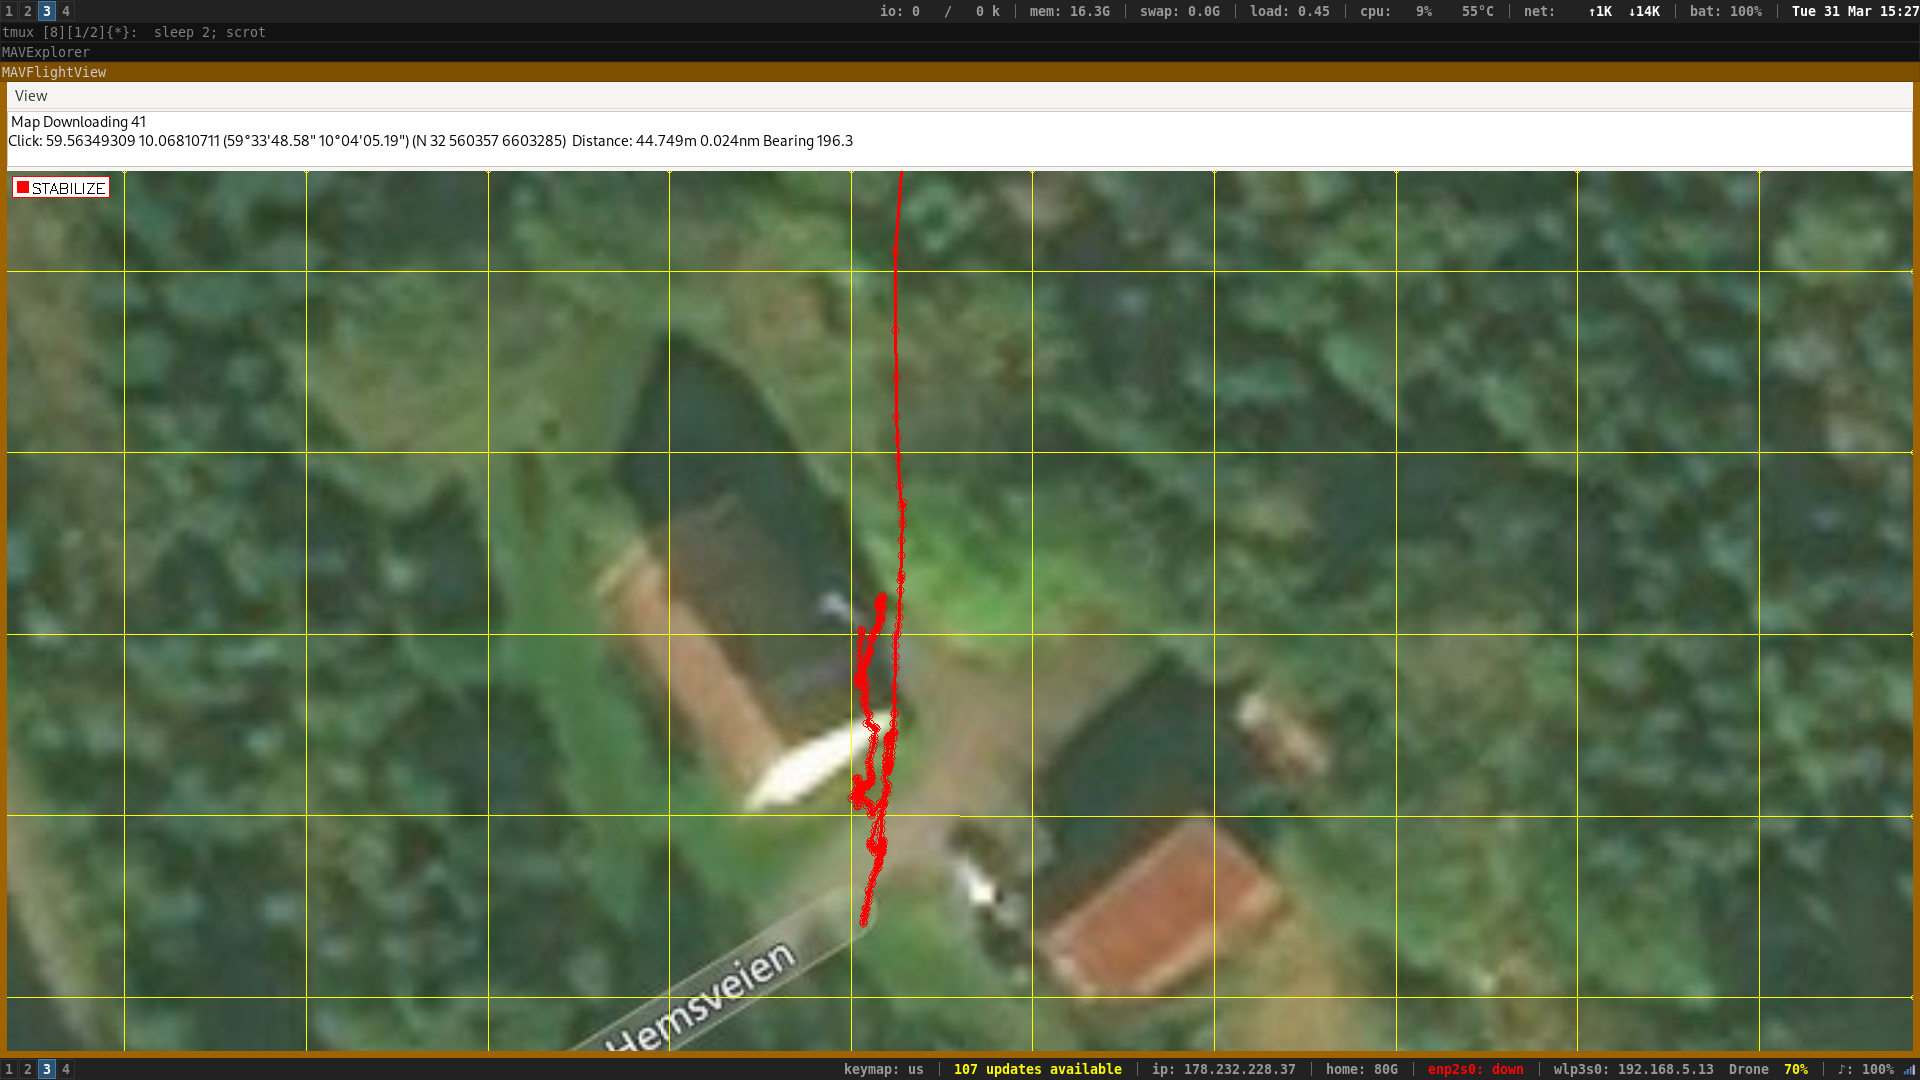 1 2 3 4 io: 0 / 0 k mem: 16.3G swap: 0.0G load: 0.45 cpu: 9% 55°C net: ↑1K ↓14K bat: 100% Tue 31 Mar 15:27
tmux [8][1/2]{*}: sleep 2; scrot
MAVExplorer
MAVFlightView
View
Map Downloading 41
Click: 59.56349309 10.06810711 (59°33'48.58" 10°04'05.19") (N 32 560357 6603285) Distance: 44.749m 0.024nm Bearing 196.3
STABILIZE
Hemsveien
1 2 3 4 keymap: us 107 updates available ip: 178.232.228.37 home: 80G enp2s0: down wlp3s0: 192.168.5.13 Drone 70% ♪: 100%